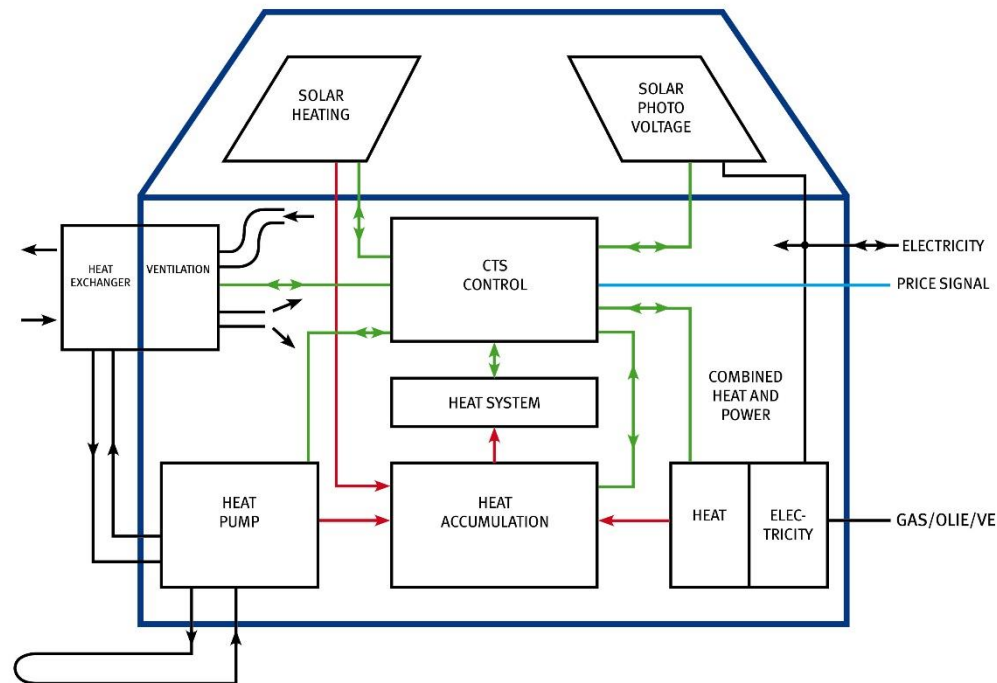 SOLAR
HEATING
SOLAR
PHOTO
VOLTAGE
HEAT
EXCHANGER
VENTILATION
CTS
CONTROL
ELECTRICITY
PRICE SIGNAL
HEAT SYSTEM
COMBINED
HEAT AND
POWER
HEAT
PUMP
HEAT
ACCUMULATION
HEAT
ELEC-
TRICITY
GAS/OLIE/VE